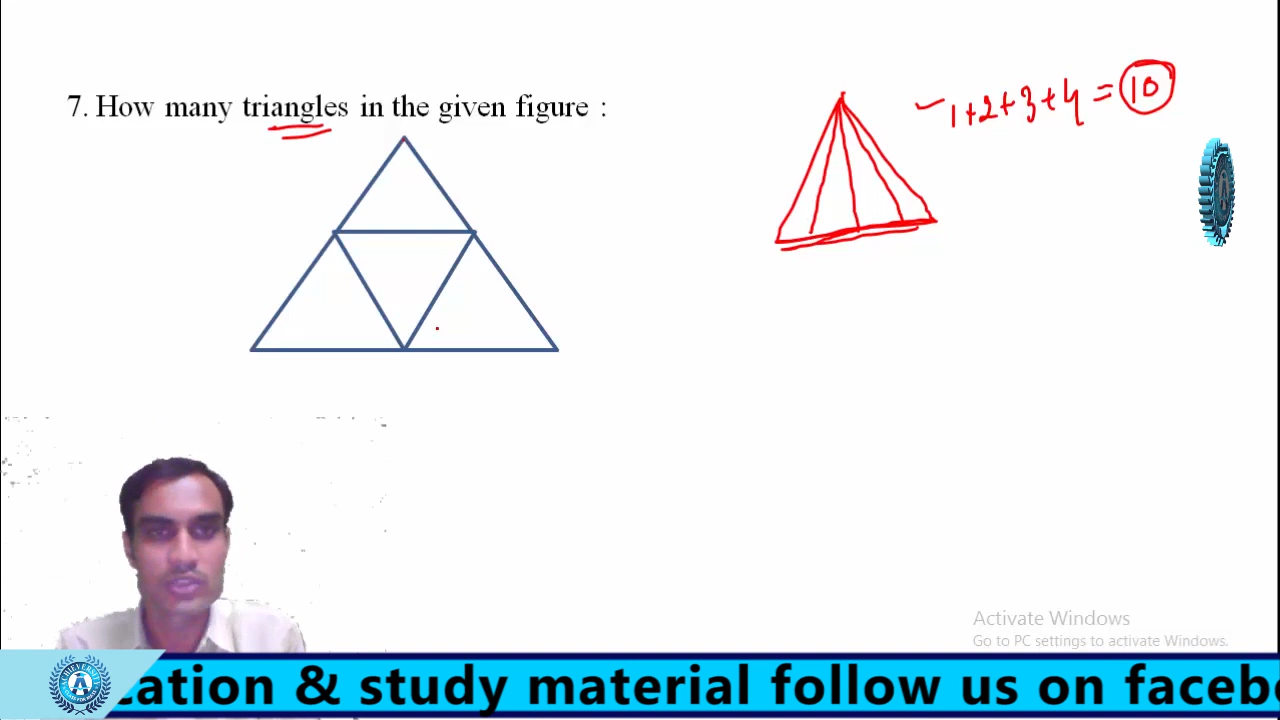 7. How many triangles in the given figure :
1+2+3+4 = 10
Activate Windows
Go to PC settings to activate Windows.
cation & study material follow us on facebo